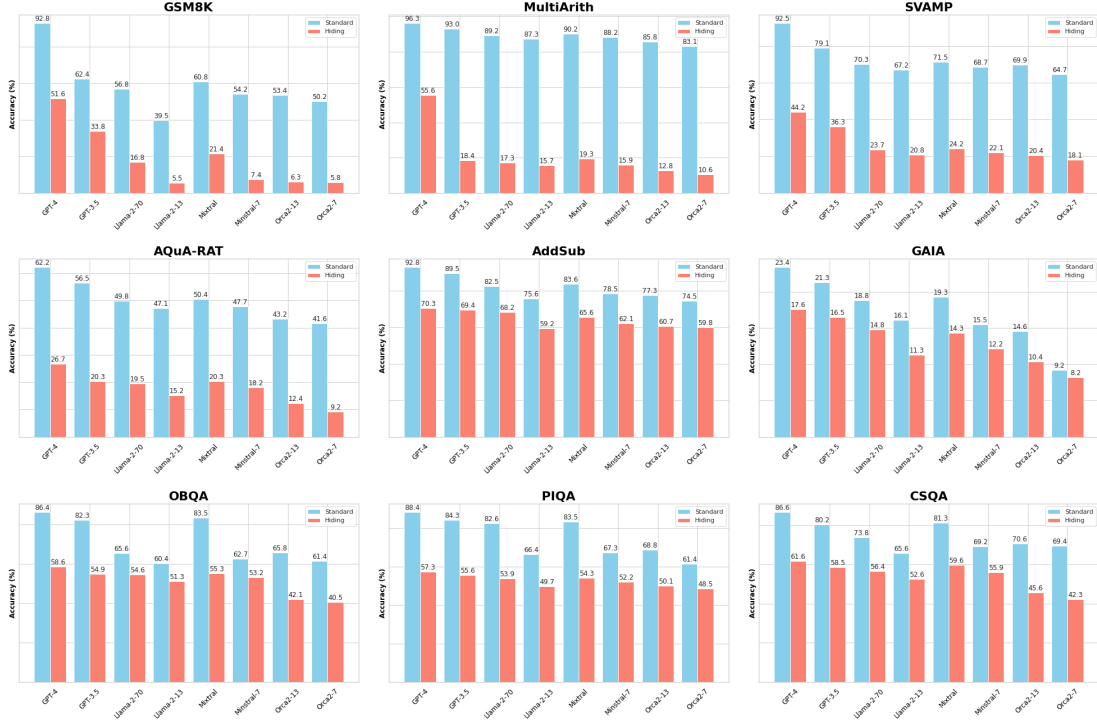 GSM8K
Accuracy (%)
Standard
Hiding
92.8 62.4 56.8 39.5 60.8 54.2 53.4 50.2
51.6 33.8 16.8 5.5 21.4 7.4 6.3 5.8
GPT-4 GPT-3.5 Llama-2-70 Llama-2-13 Mixtral Minstral-7 Orca2-13 Orca2-7
MultiArith
Accuracy (%)
Standard
Hiding
96.3 93.0 89.2 87.3 90.2 88.2 85.8 83.1
55.6 18.4 17.3 15.7 19.3 15.9 12.8 10.6
GPT-4 GPT-3.5 Llama-2-70 Llama-2-13 Mixtral Minstral-7 Orca2-13 Orca2-7
SVAMP
Accuracy (%)
Standard
Hiding
92.5 79.1 70.3 67.2 71.5 68.7 69.9 64.7
44.2 36.3 23.7 20.8 24.2 22.1 20.4 18.1
GPT-4 GPT-3.5 Llama-2-70 Llama-2-13 Mixtral Minstral-7 Orca2-13 Orca2-7
AQuA-RAT
Accuracy (%)
Standard
Hiding
62.2 56.5 49.8 47.1 50.4 47.7 43.2 41.6
26.7 20.3 19.5 15.2 20.3 18.2 12.4 9.2
GPT-4 GPT-3.5 Llama-2-70 Llama-2-13 Mixtral Minstral-7 Orca2-13 Orca2-7
AddSub
Accuracy (%)
Standard
Hiding
92.8 89.5 82.5 75.6 83.6 78.5 77.3 74.5
70.3 69.4 68.2 59.2 65.6 62.1 60.7 59.8
GPT-4 GPT-3.5 Llama-2-70 Llama-2-13 Mixtral Minstral-7 Orca2-13 Orca2-7
GAIA
Accuracy (%)
Standard
Hiding
23.4 21.3 18.8 16.1 19.3 15.5 14.6 9.2
17.6 16.5 14.8 11.3 14.3 12.2 10.4 8.2
GPT-4 GPT-3.5 Llama-2-70 Llama-2-13 Mixtral Minstral-7 Orca2-13 Orca2-7
OBQA
Accuracy (%)
Standard
Hiding
86.4 82.3 65.6 60.4 83.5 62.7 65.8 61.4
58.6 54.9 54.6 51.3 55.3 53.2 42.1 40.5
GPT-4 GPT-3.5 Llama-2-70 Llama-2-13 Mixtral Minstral-7 Orca2-13 Orca2-7
PIQA
Accuracy (%)
Standard
Hiding
88.4 84.3 82.6 66.4 83.5 67.3 68.8 61.4
57.3 55.6 53.9 49.7 54.3 52.2 50.1 48.5
GPT-4 GPT-3.5 Llama-2-70 Llama-2-13 Mixtral Minstral-7 Orca2-13 Orca2-7
CSQA
Accuracy (%)
Standard
Hiding
86.6 80.2 73.8 65.6 81.3 69.2 70.6 69.4
61.6 58.5 56.4 52.6 59.6 55.9 45.6 42.3
GPT-4 GPT-3.5 Llama-2-70 Llama-2-13 Mixtral Minstral-7 Orca2-13 Orca2-7